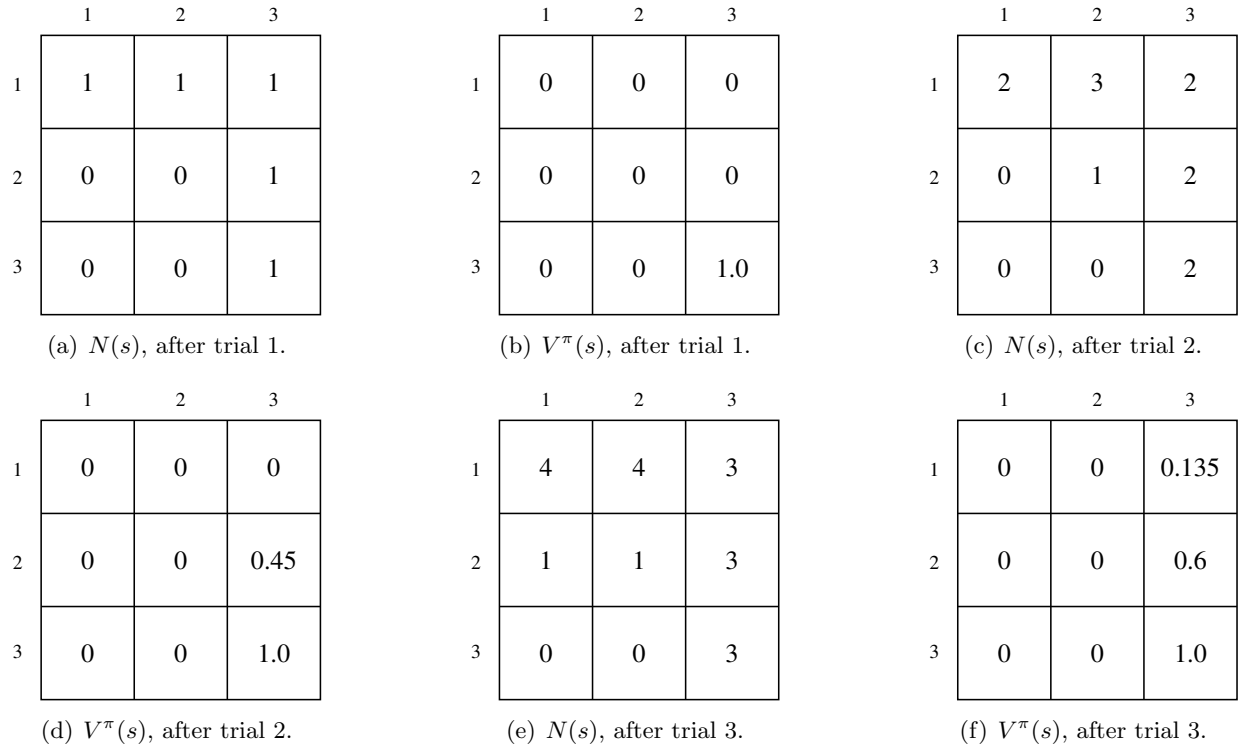 1 2 3
1 1 1 1
2 0 0 1
3 0 0 1
(a) N(s), after trial 1.
1 2 3
1 0 0 0
2 0 0 0
3 0 0 1.0
(b) V^π(s), after trial 1.
1 2 3
1 2 3 2
2 0 1 2
3 0 0 2
(c) N(s), after trial 2.
1 2 3
1 0 0 0
2 0 0 0.45
3 0 0 1.0
(d) V^π(s), after trial 2.
1 2 3
1 4 4 3
2 1 1 3
3 0 0 3
(e) N(s), after trial 3.
1 2 3
1 0 0 0.135
2 0 0 0.6
3 0 0 1.0
(f) V^π(s), after trial 3.